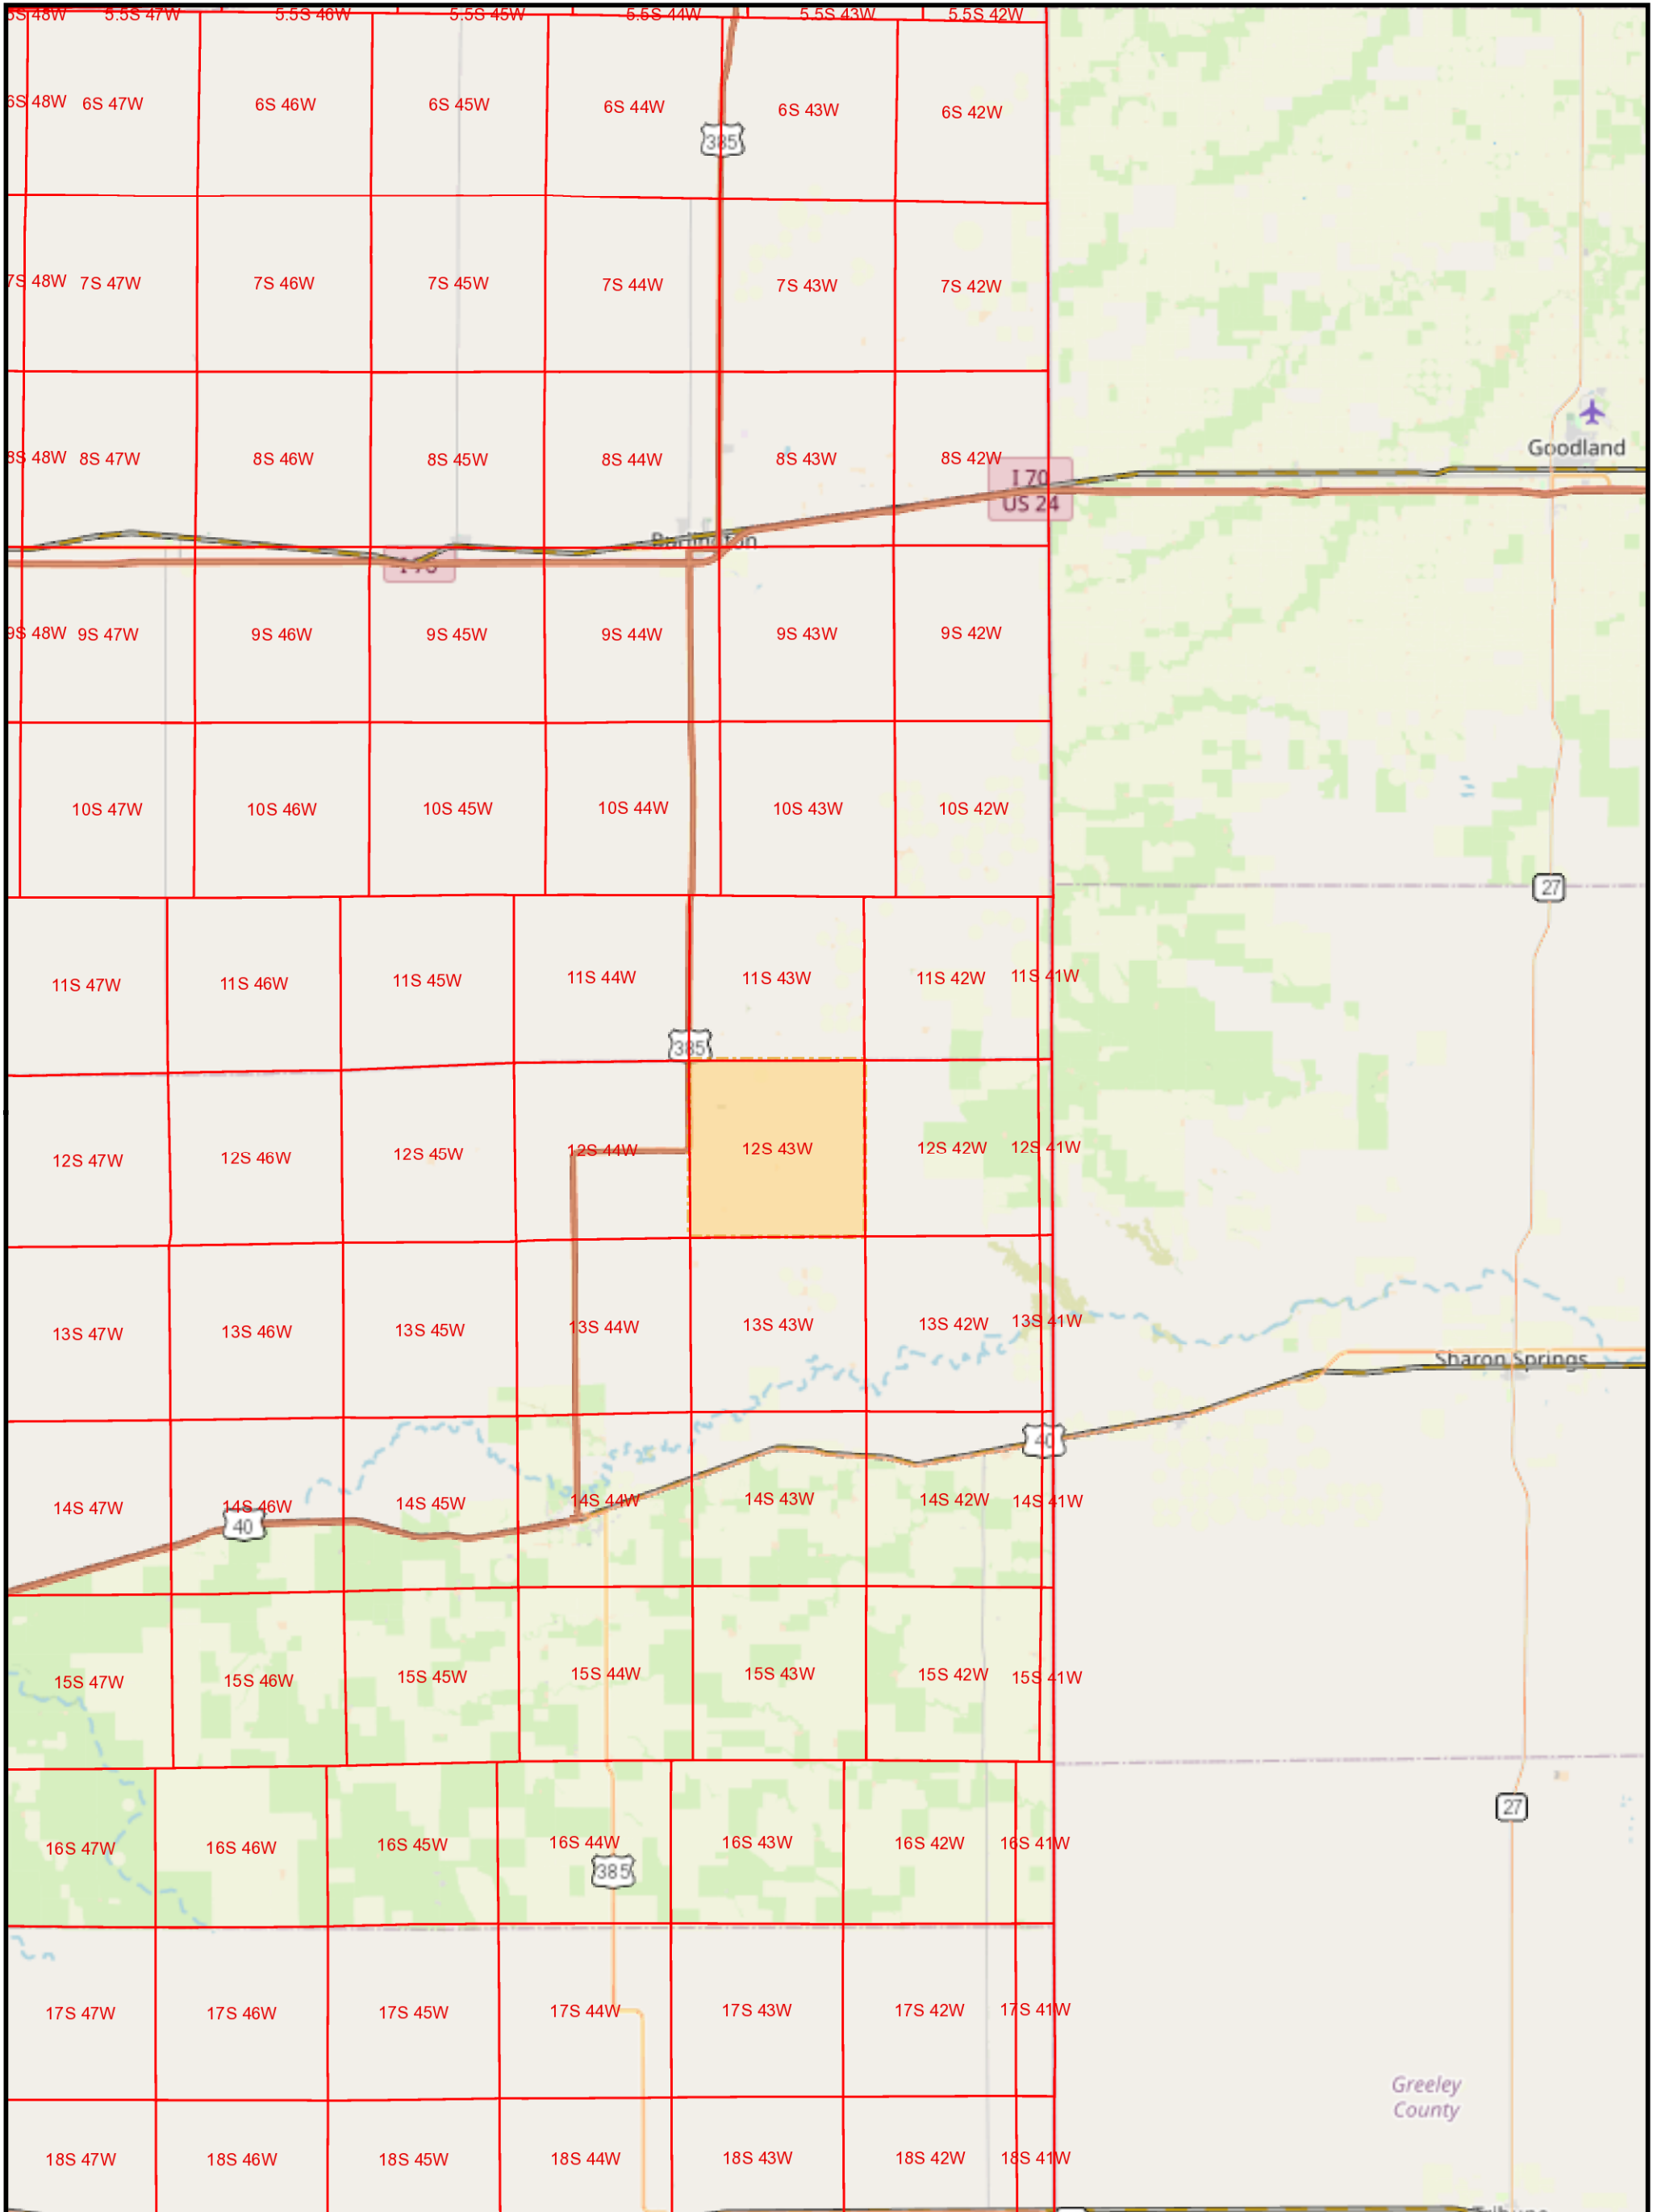 5S 48W 5.5S 47W 5.5S 46W 5.5S 45W 5.5S 44W 5.5S 43W 5.5S 42W
6S 48W 6S 47W 6S 46W 6S 45W 6S 44W 6S 43W 6S 42W
385
7S 48W 7S 47W 7S 46W 7S 45W 7S 44W 7S 43W 7S 42W
Goodland
8S 48W 8S 47W 8S 46W 8S 45W 8S 44W 8S 43W 8S 42W
I 70
US 24
Burlington
I 70
9S 48W 9S 47W 9S 46W 9S 45W 9S 44W 9S 43W 9S 42W
10S 47W 10S 46W 10S 45W 10S 44W 10S 43W 10S 42W
27
11S 47W 11S 46W 11S 45W 11S 44W 11S 43W 11S 42W 11S 41W
385
12S 47W 12S 46W 12S 45W 12S 44W 12S 43W 12S 42W 12S 41W
13S 47W 13S 46W 13S 45W 13S 44W 13S 43W 13S 42W 13S 41W
Sharon Springs
40
14S 47W 14S 46W 14S 45W 14S 44W 14S 43W 14S 42W 14S 41W
40
15S 47W 15S 46W 15S 45W 15S 44W 15S 43W 15S 42W 15S 41W
27
16S 47W 16S 46W 16S 45W 16S 44W 16S 43W 16S 42W 16S 41W
385
17S 47W 17S 46W 17S 45W 17S 44W 17S 43W 17S 42W 17S 41W
Greeley
County
18S 47W 18S 46W 18S 45W 18S 44W 18S 43W 18S 42W 18S 41W